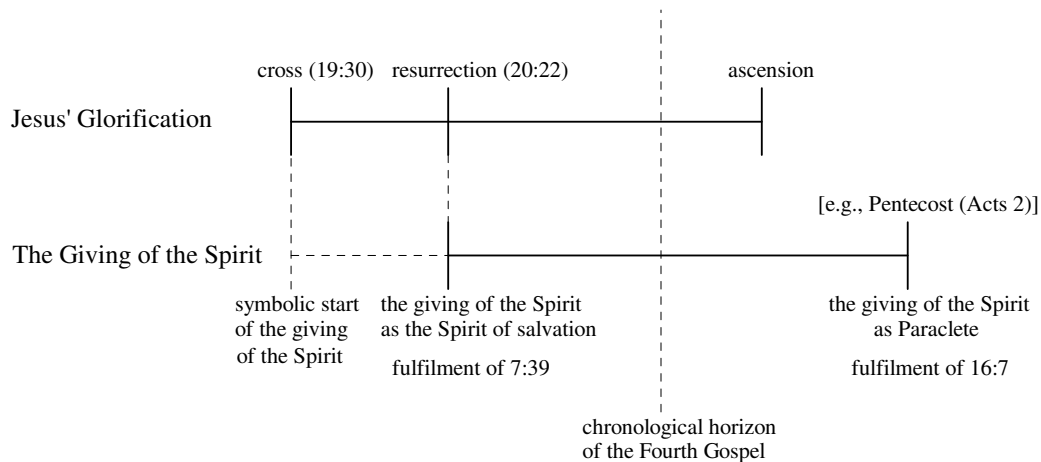 cross (19:30) resurrection (20:22) ascension
Jesus' Glorification
[e.g., Pentecost (Acts 2)]
The Giving of the Spirit
symbolic start
of the giving
of the Spirit
the giving of the Spirit
as the Spirit of salvation
fulfilment of 7:39
the giving of the Spirit
as Paraclete
fulfilment of 16:7
chronological horizon
of the Fourth Gospel